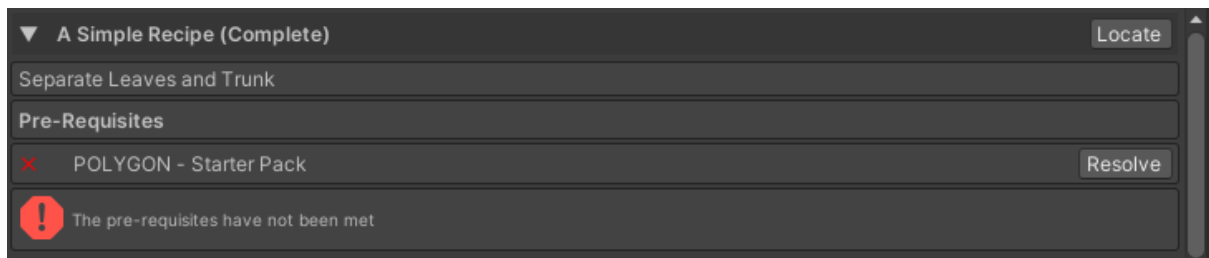 A Simple Recipe (Complete) Locate
Separate Leaves and Trunk
Pre-Requisites
POLYGON - Starter Pack Resolve
The pre-requisites have not been met